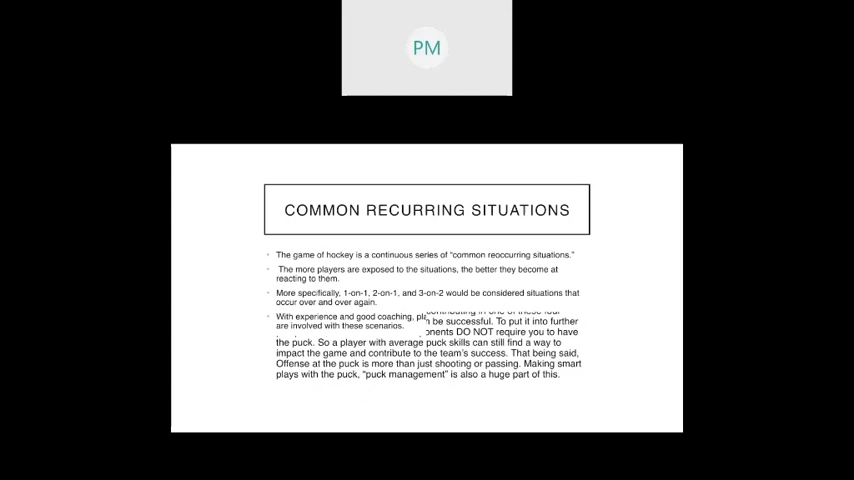 PM
COMMON RECURRING SITUATIONS
The game of hockey is a continuous series of “common reoccurring situations.”
The more players are exposed to the situations, the better they become at
reacting to them.
More specifically, 1-on-1, 2-on-1, and 3-on-2 would be considered situations that
occur over and over again.
With experience and good coaching,
contributing in one of these four
be successful. To put it into further
are involved with these scenarios.
DO NOT require you to have
the puck. So a player with average puck skills can still find a way to
impact the game and contribute to the team’s success. That being said,
Offense at the puck is more than just shooting or passing. Making smart
plays with the puck, “puck management” is also a huge part of this.